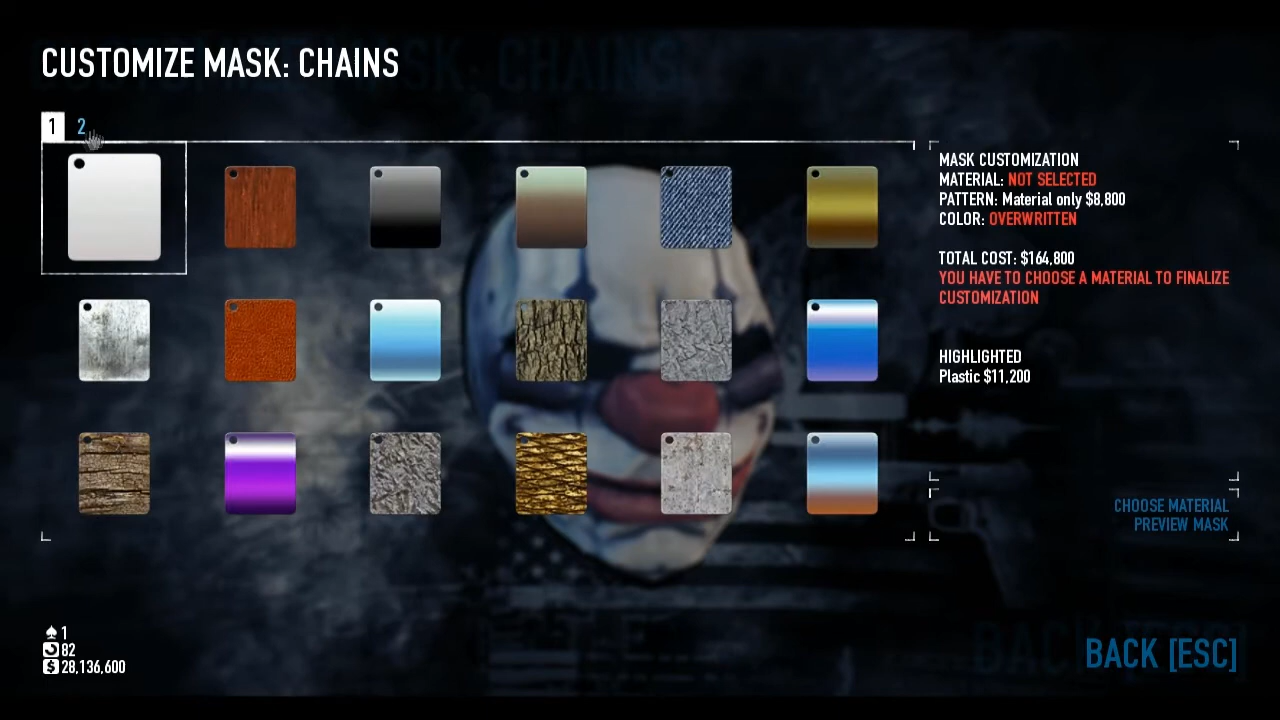 CUSTOMIZE MASK: CHAINS
1 2
MASK CUSTOMIZATION
MATERIAL: NOT SELECTED
PATTERN: Material only $8,800
COLOR: OVERWRITTEN
TOTAL COST: $164,800
YOU HAVE TO CHOOSE A MATERIAL TO FINALIZE
CUSTOMIZATION
HIGHLIGHTED
Plastic $11,200
CHOOSE MATERIAL
PREVIEW MASK
1
82
$ 28,136,600
BACK [ESC]